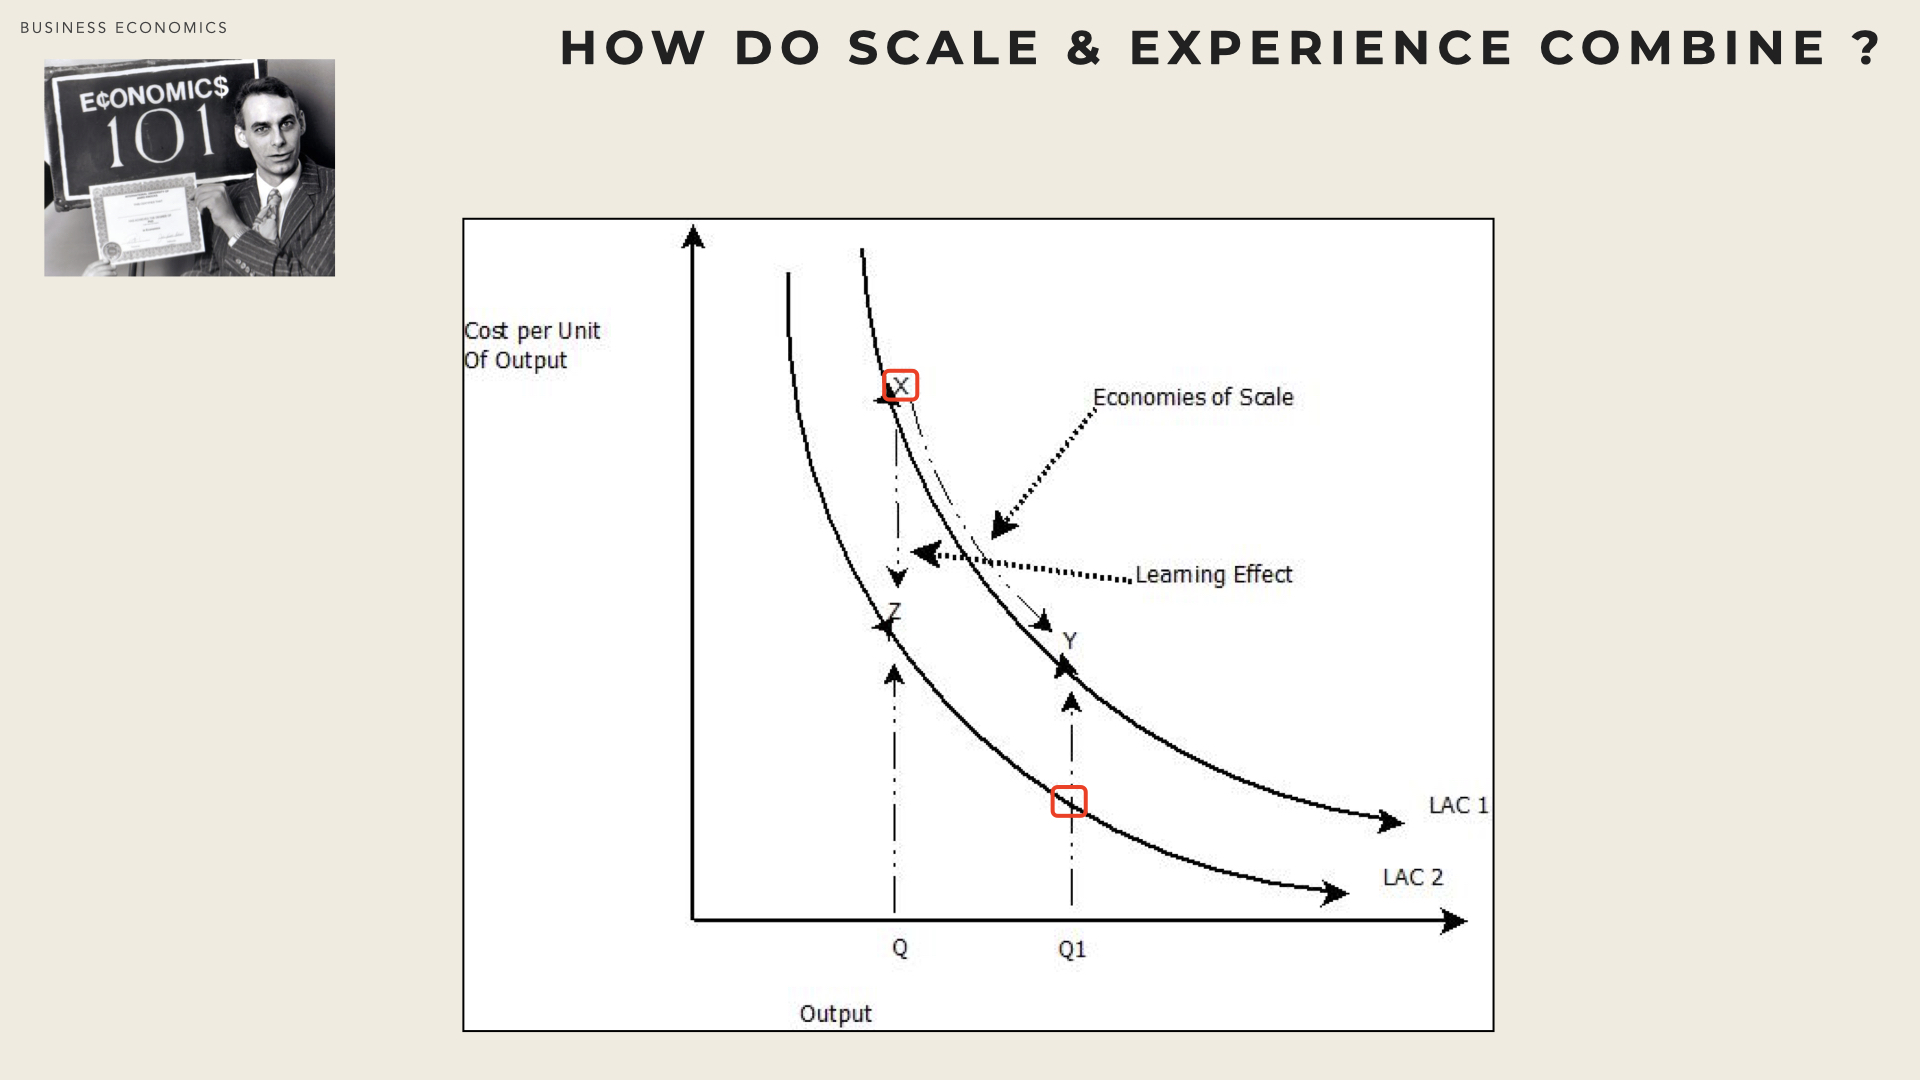 BUSINESS ECONOMICS
HOW DO SCALE & EXPERIENCE COMBINE ?
E¢ONOMIC$
101
Cost per Unit
Of Output
X
Economies of Scale
Learning Effect
Z
Y
LAC 1
LAC 2
Q
Q1
Output